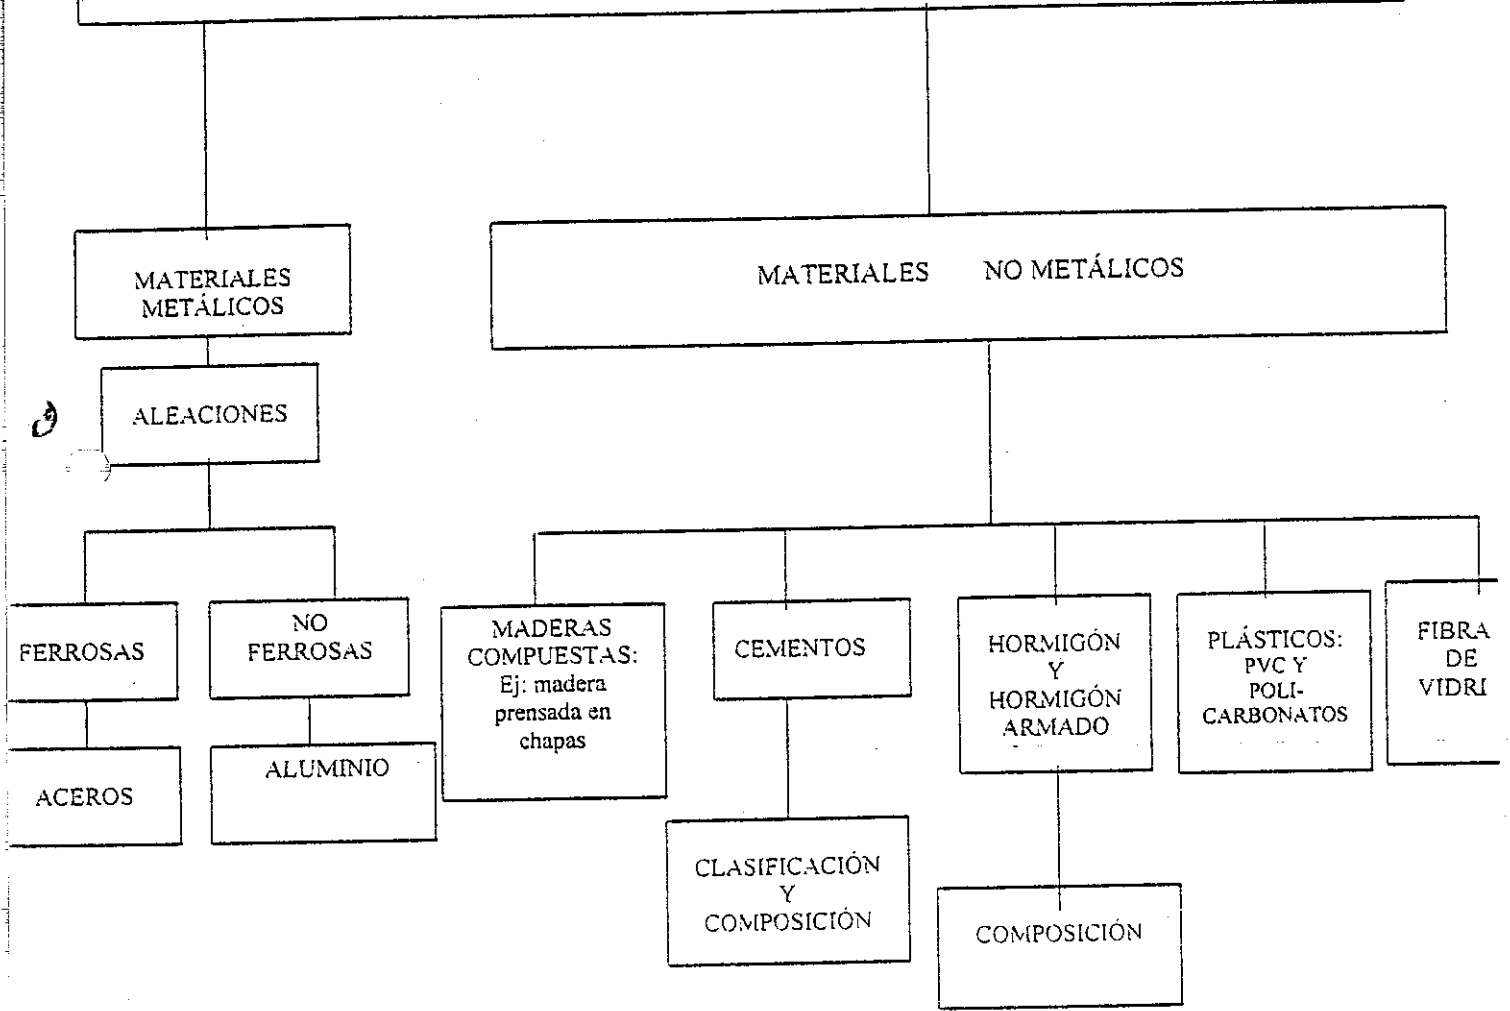 MATERIALES
METÁLICOS
MATERIALES NO METÁLICOS
ALEACIONES
FERROSAS
NO
FERROSAS
MADERAS
COMPUESTAS:
Ej: madera
prensada en
chapas
CEMENTOS
HORMIGÓN
Y
HORMIGÓN
ARMADO
PLÁSTICOS:
PVC Y
POLI-
CARBONATOS
FIBRA
DE
VIDRI
ACEROS
ALUMINIO
CLASIFICACIÓN
Y
COMPOSICIÓN
COMPOSICIÓN